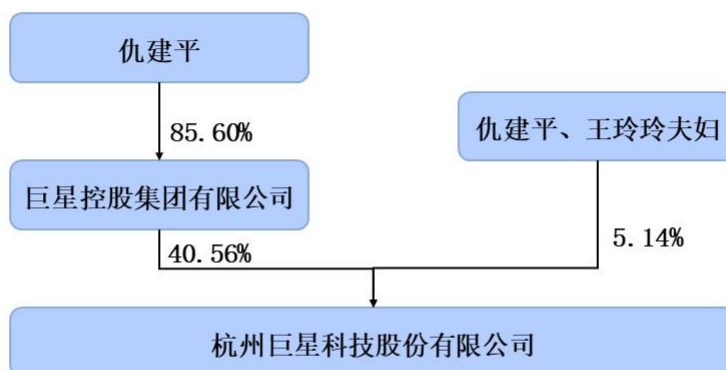 仇建平
85.60%
仇建平、王玲玲夫妇
巨星控股集团有限公司
40.56%
5.14%
杭州巨星科技股份有限公司